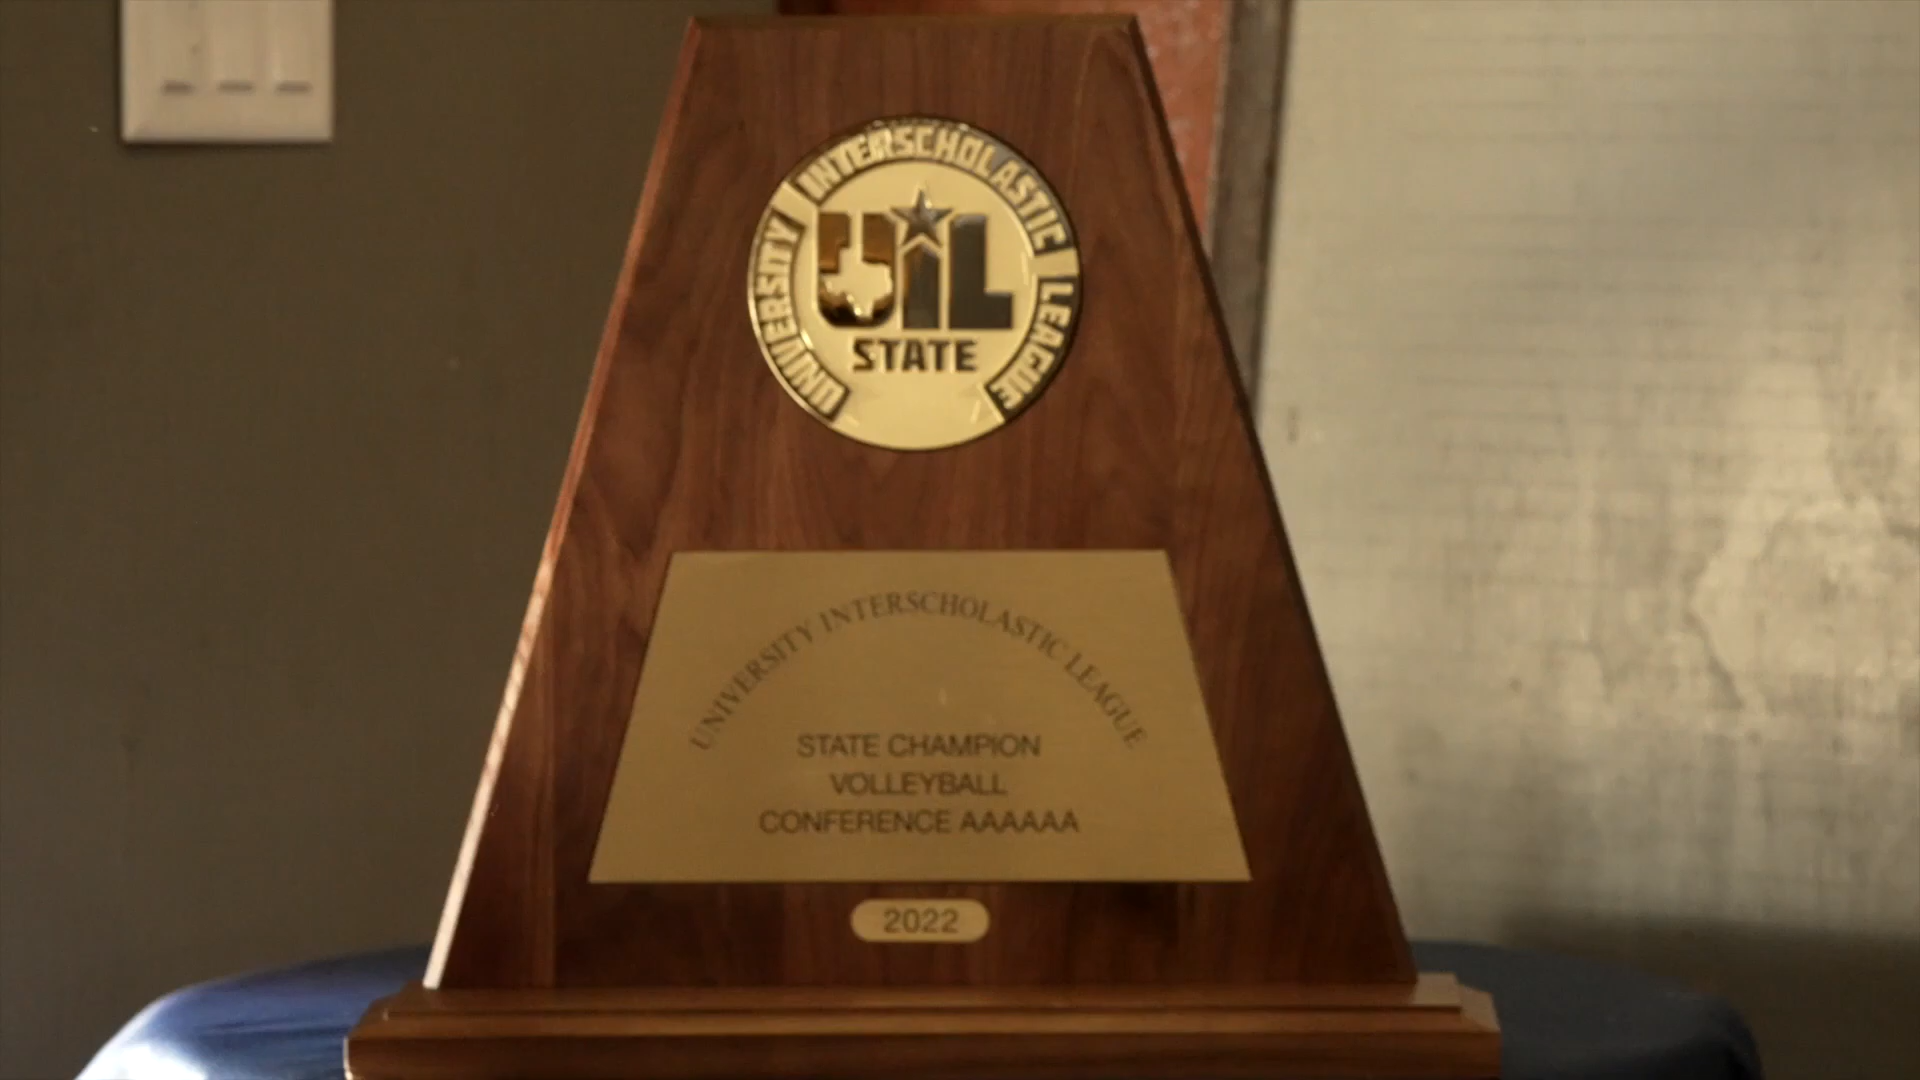 UNIVERSITY INTERSCHOLASTIC LEAGUE
UIL
STATE
UNIVERSITY INTERSCHOLASTIC LEAGUE
STATE CHAMPION
VOLLEYBALL
CONFERENCE AAAAAA
2022